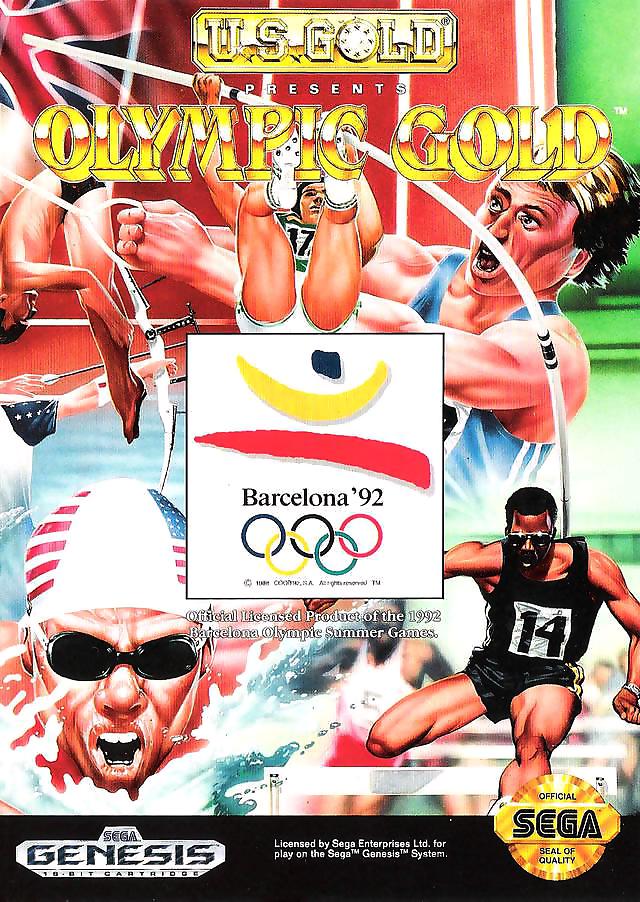 U.S. GOLD®
PRESENTS
OLYMPIC GOLD™
17
Barcelona '92
Official Licensed Product of the 1992
Barcelona Olympic Summer Games.
14
SEGA
GENESIS
16-BIT CARTRIDGE
Licensed by Sega Enterprises Ltd. for
play on the Sega™ Genesis™ System.
OFFICIAL
SEGA
SEAL OF
QUALITY